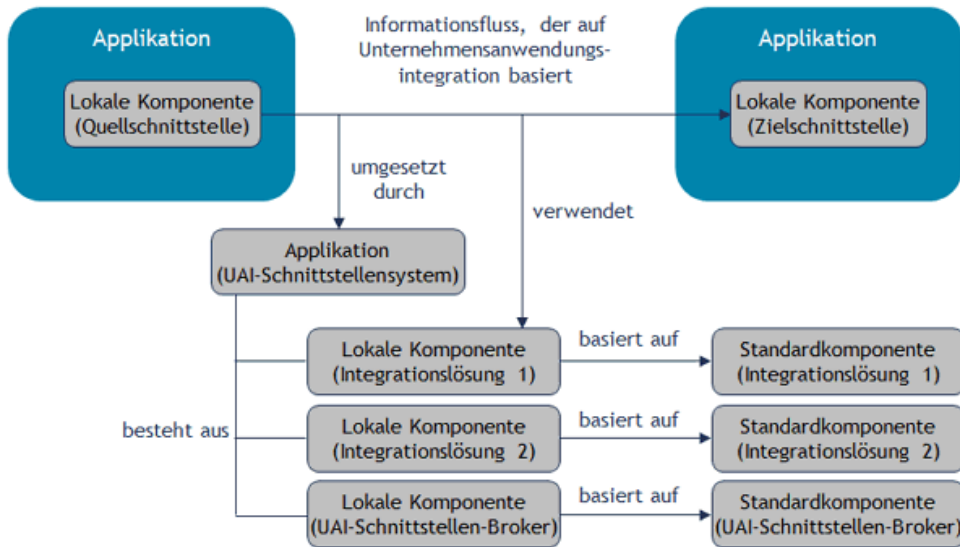 Applikation
Informationsfluss, der auf
Unternehmensanwendungs-
integration basiert
Applikation
Lokale Komponente
(Quellschnittstelle)
Lokale Komponente
(Zielschnittstelle)
umgesetzt
durch
verwendet
Applikation
(UAI-Schnittstellensystem)
besteht aus
Lokale Komponente
(Integrationslösung 1)
basiert auf
Standardkomponente
(Integrationslösung 1)
Lokale Komponente
(Integrationslösung 2)
basiert auf
Standardkomponente
(Integrationslösung 2)
Lokale Komponente
(UAI-Schnittstellen-Broker)
basiert auf
Standardkomponente
(UAI-Schnittstellen-Broker)